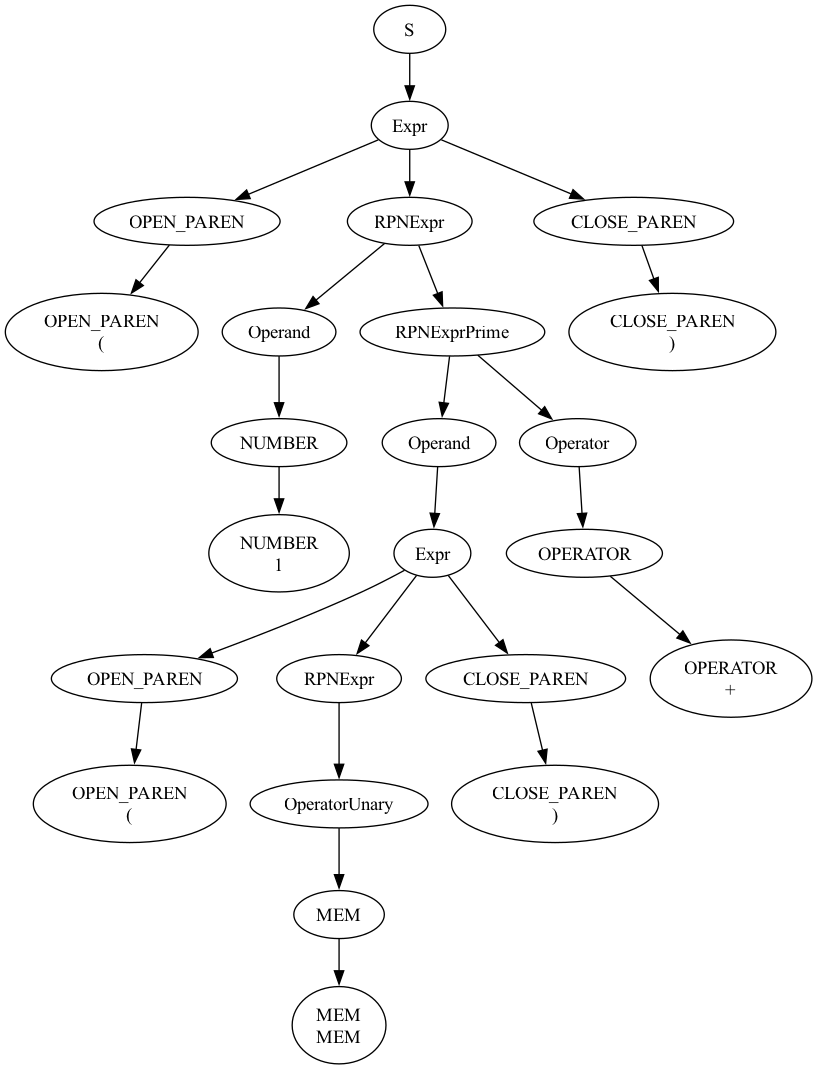 S
Expr
OPEN_PAREN
RPNExpr
CLOSE_PAREN
OPEN_PAREN
(
Operand
RPNExprPrime
CLOSE_PAREN
)
NUMBER
Operand
Operator
NUMBER
1
Expr
OPERATOR
OPEN_PAREN
RPNExpr
CLOSE_PAREN
OPERATOR
+
OPEN_PAREN
(
OperatorUnary
CLOSE_PAREN
)
MEM
MEM
MEM